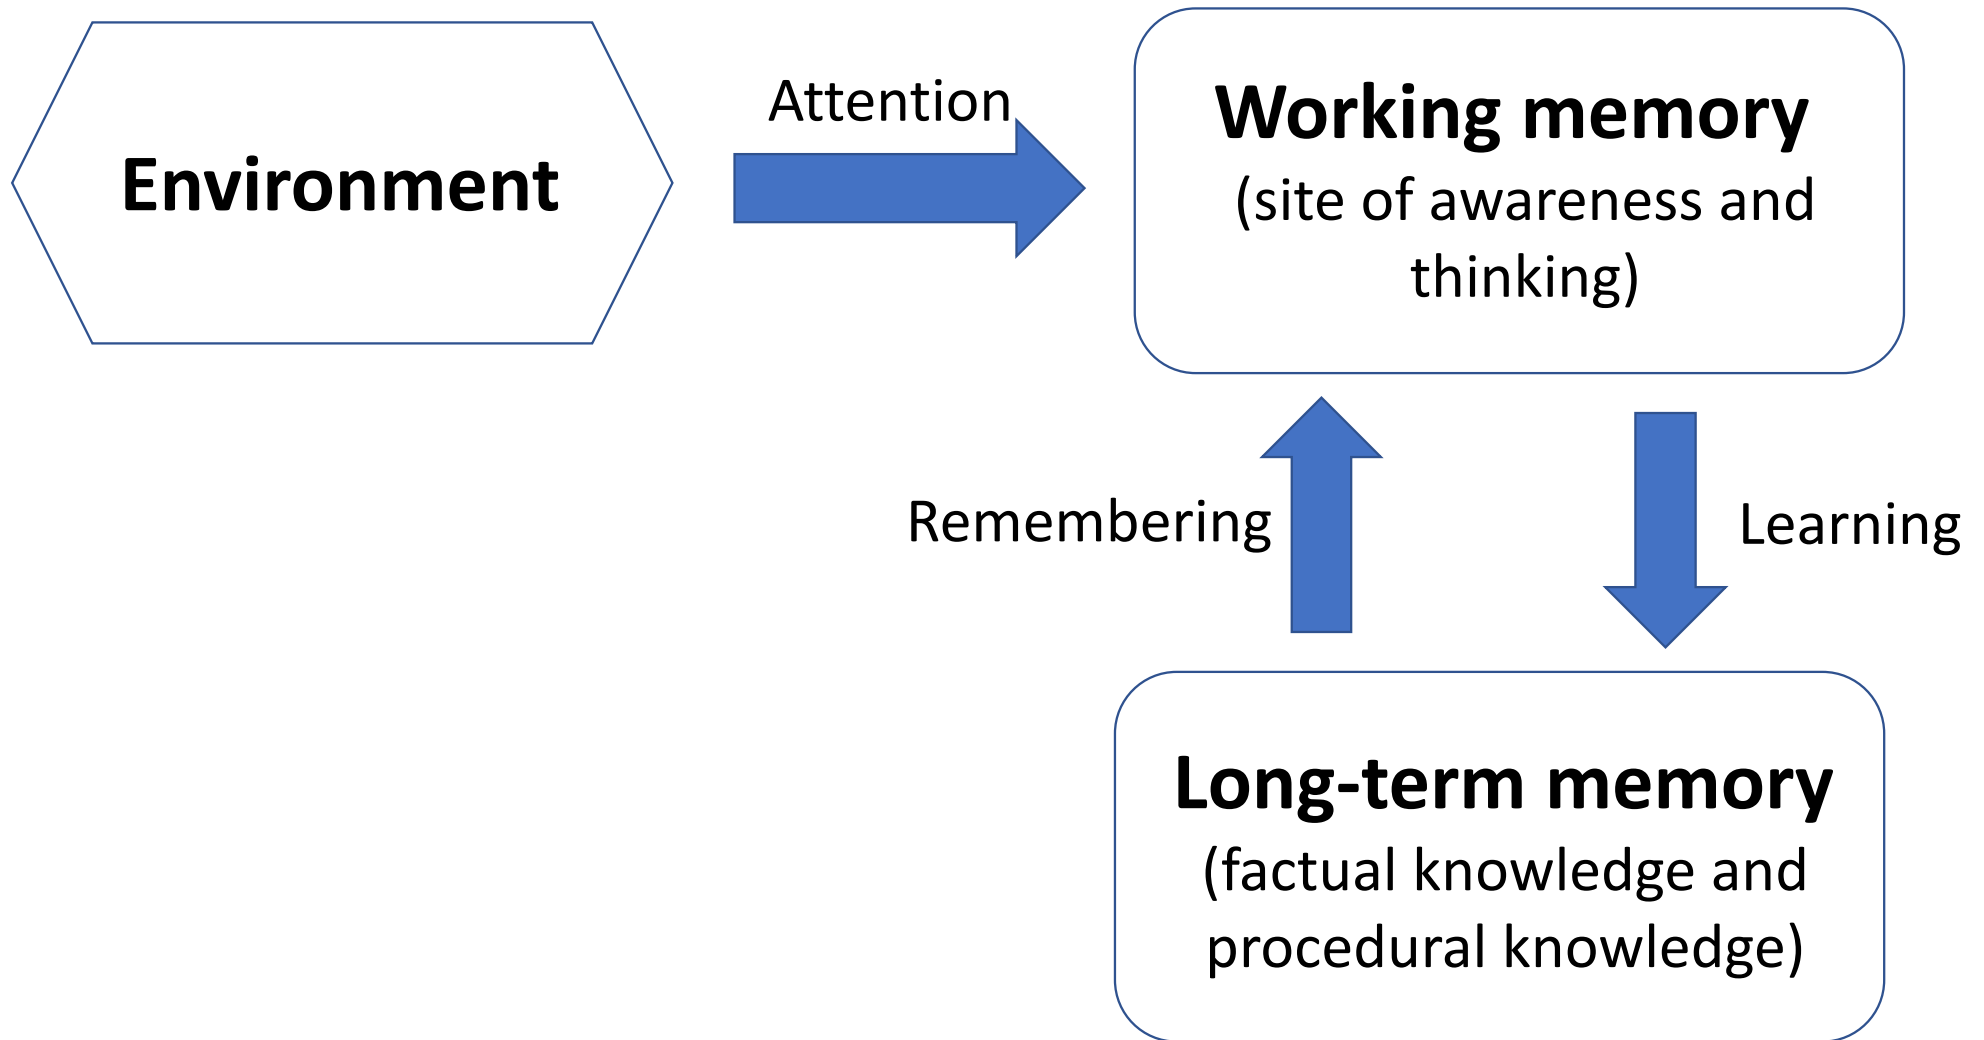 Environment
Attention
Working memory
(site of awareness and
thinking)
Remembering
Learning
Long-term memory
(factual knowledge and
procedural knowledge)